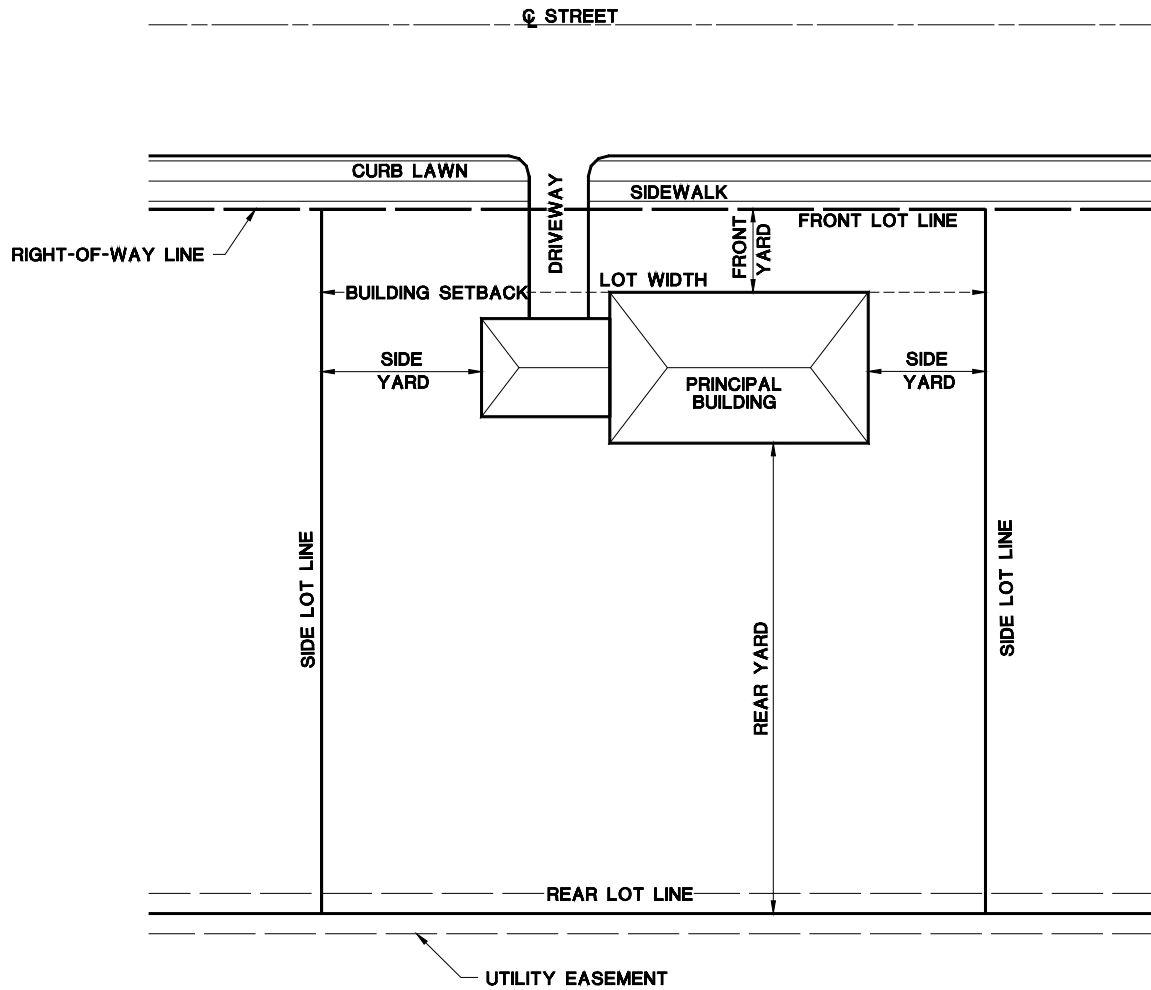 ℄ STREET
CURB LAWN
SIDEWALK
DRIVEWAY
FRONT LOT LINE
RIGHT-OF-WAY LINE
FRONT
YARD
LOT WIDTH
BUILDING SETBACK
SIDE
YARD
PRINCIPAL
BUILDING
SIDE
YARD
SIDE LOT LINE
SIDE LOT LINE
REAR YARD
REAR LOT LINE
UTILITY EASEMENT